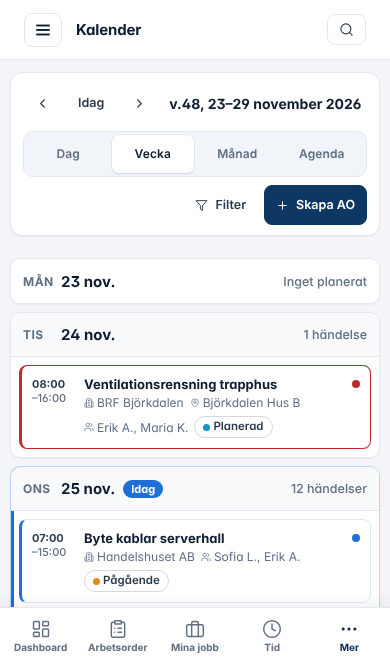 Kalender
Idag
v.48, 23–29 november 2026
Dag Vecka Månad Agenda
Filter + Skapa AO
MÅN 23 nov. Inget planerat
TIS 24 nov. 1 händelse
08:00 Ventilationsrensning trapphus
–16:00 BRF Björkdalen Björkdalen Hus B
Erik A., Maria K. Planerad
ONS 25 nov. Idag 12 händelser
07:00 Byte kablar serverhall
–15:00 Handelshuset AB Sofia L., Erik A.
Pågående
Dashboard Arbetsorder Mina jobb Tid Mer